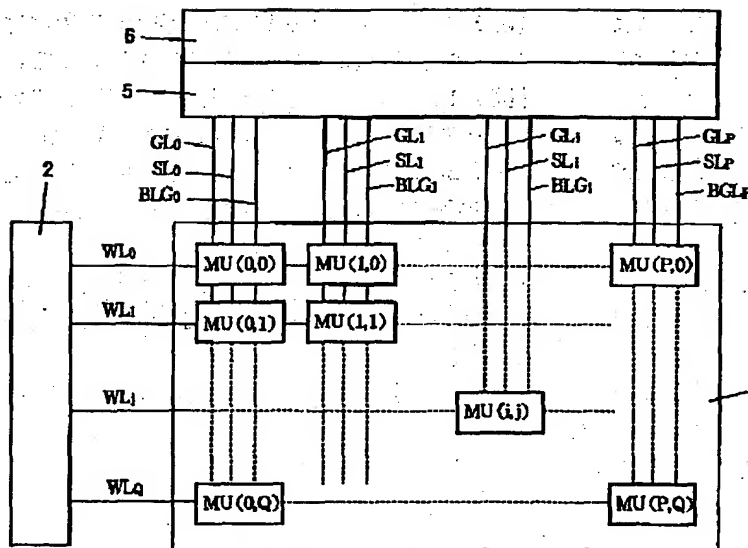 6
5
GL0 GL1 GLi GLP
SL0 SL1 SLi SLP
BLG0 BLG1 BLGi BGLP
2
WL0 MU(0,0) MU(1,0) MU(P,0)
WL1 MU(0,1) MU(1,1)
WLj MU(i,j)
WLQ MU(0,Q) MU(P,Q)